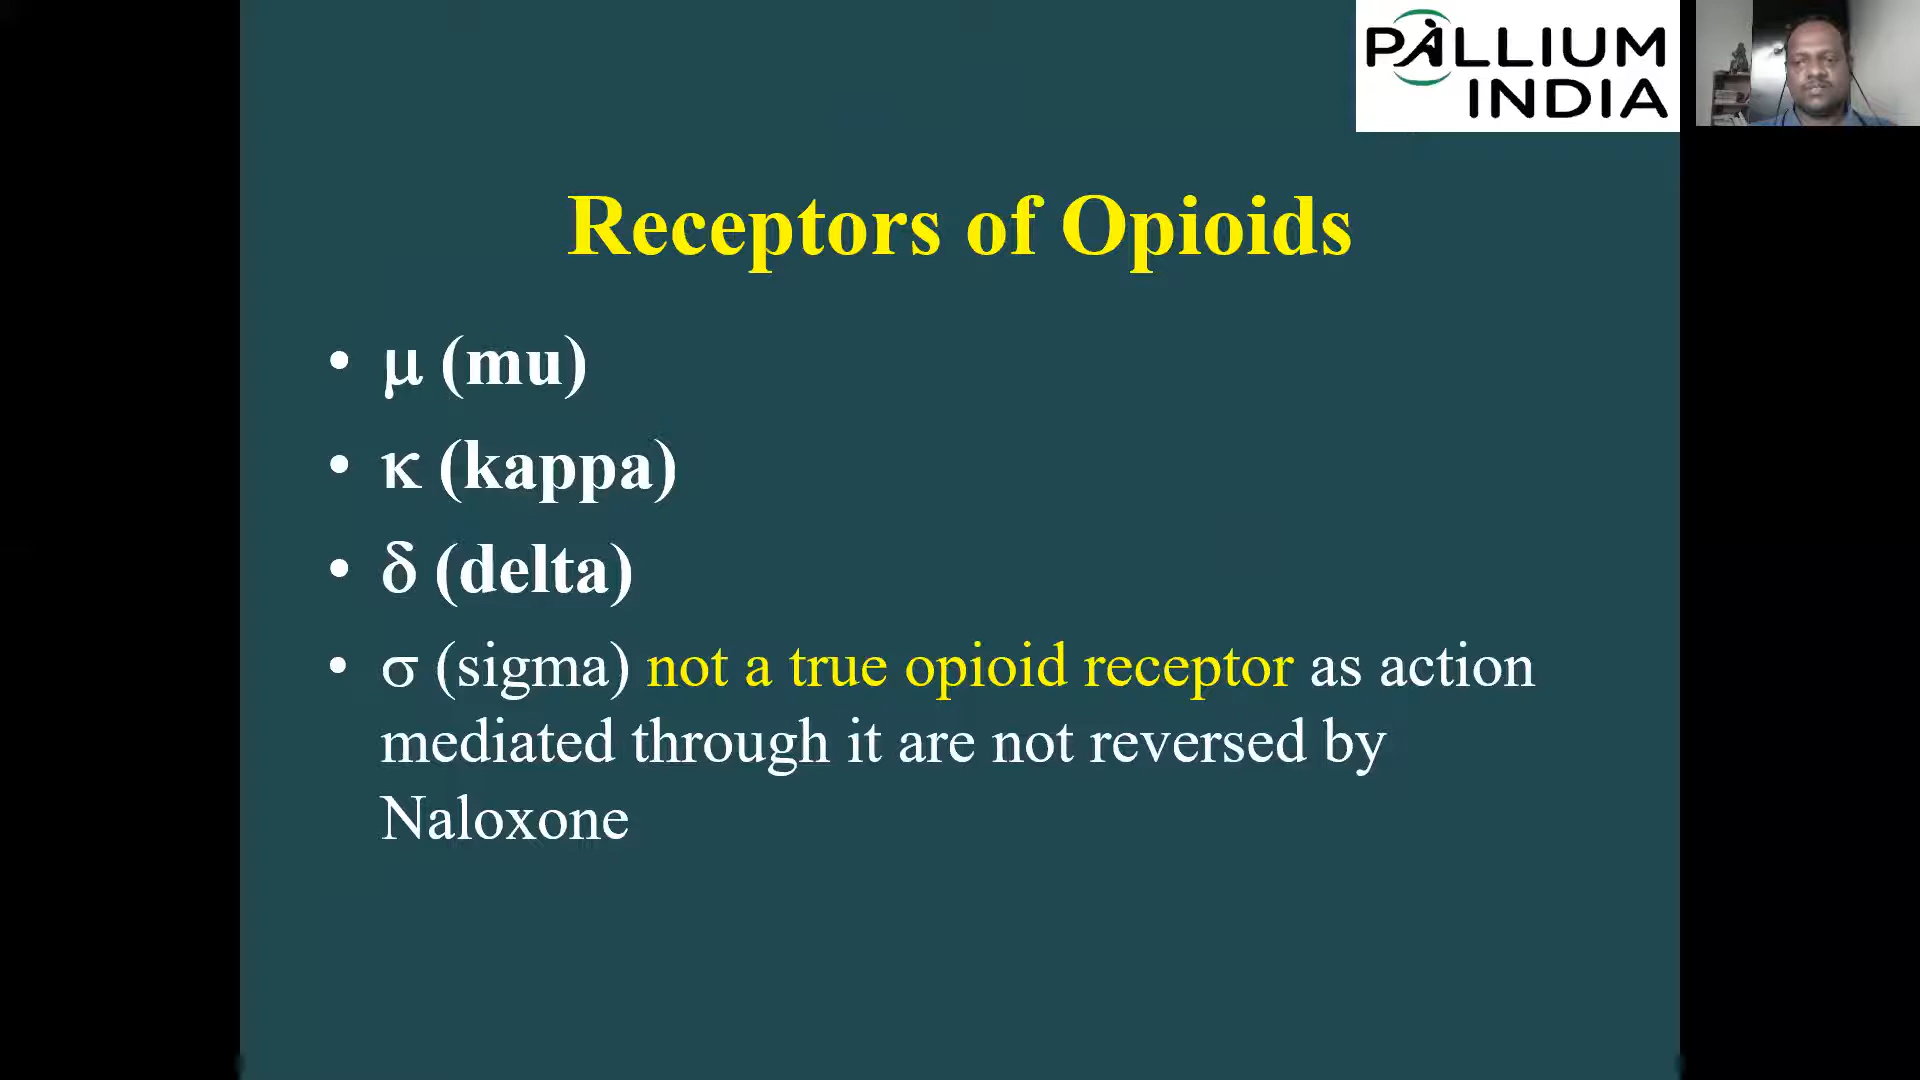 PALLIUM
INDIA
Receptors of Opioids
• μ (mu)
• κ (kappa)
• δ (delta)
• σ (sigma) not a true opioid receptor as action
mediated through it are not reversed by
Naloxone